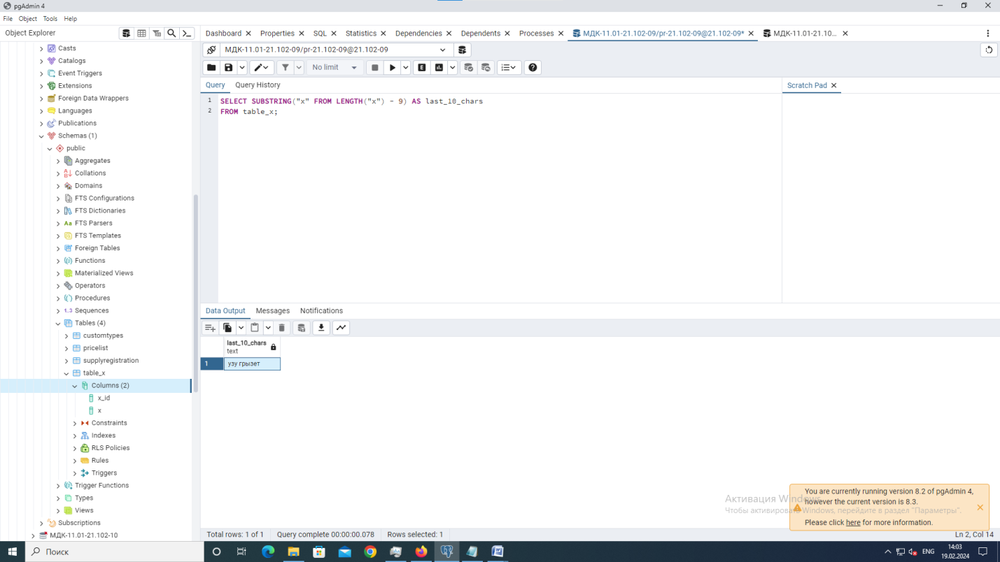 pgAdmin 4
File Object Tools Help
Object Explorer
Dashboard Properties SQL Statistics Dependencies Dependents Processes МДК-11.01-21.102-09/pr-21.102-09@21.102-09* МДК-11.01-21.10...
МДК-11.01-21.102-09/pr-21.102-09@21.102-09
No limit
E
Query Query History
Scratch Pad
1 SELECT SUBSTRING("x" FROM LENGTH("x") - 9) AS last_10_chars
2 FROM table_x;
Casts
Catalogs
Event Triggers
Extensions
Foreign Data Wrappers
Languages
Publications
Schemas (1)
public
Aggregates
Collations
Domains
FTS Configurations
FTS Dictionaries
Aa FTS Parsers
FTS Templates
Foreign Tables
Functions
Materialized Views
Operators
Procedures
1..3 Sequences
Tables (4)
customtypes
pricelist
supplyregistration
table_x
Columns (2)
x_id
x
Constraints
Indexes
RLS Policies
Rules
Triggers
Trigger Functions
Types
Views
Subscriptions
МДК-11.01-21.102-10
Data Output Messages Notifications
last_10_chars
text
1 узу грызет
Активация Windows
Чтобы активировать Windows, перейдите в раздел "Параметры".
You are currently running version 8.2 of pgAdmin 4,
however the current version is 8.3.
Please click here for more information.
Total rows: 1 of 1 Query complete 00:00:00.078 Rows selected: 1
Ln 2, Col 14
Поиск
ENG
14:03
19.02.2024